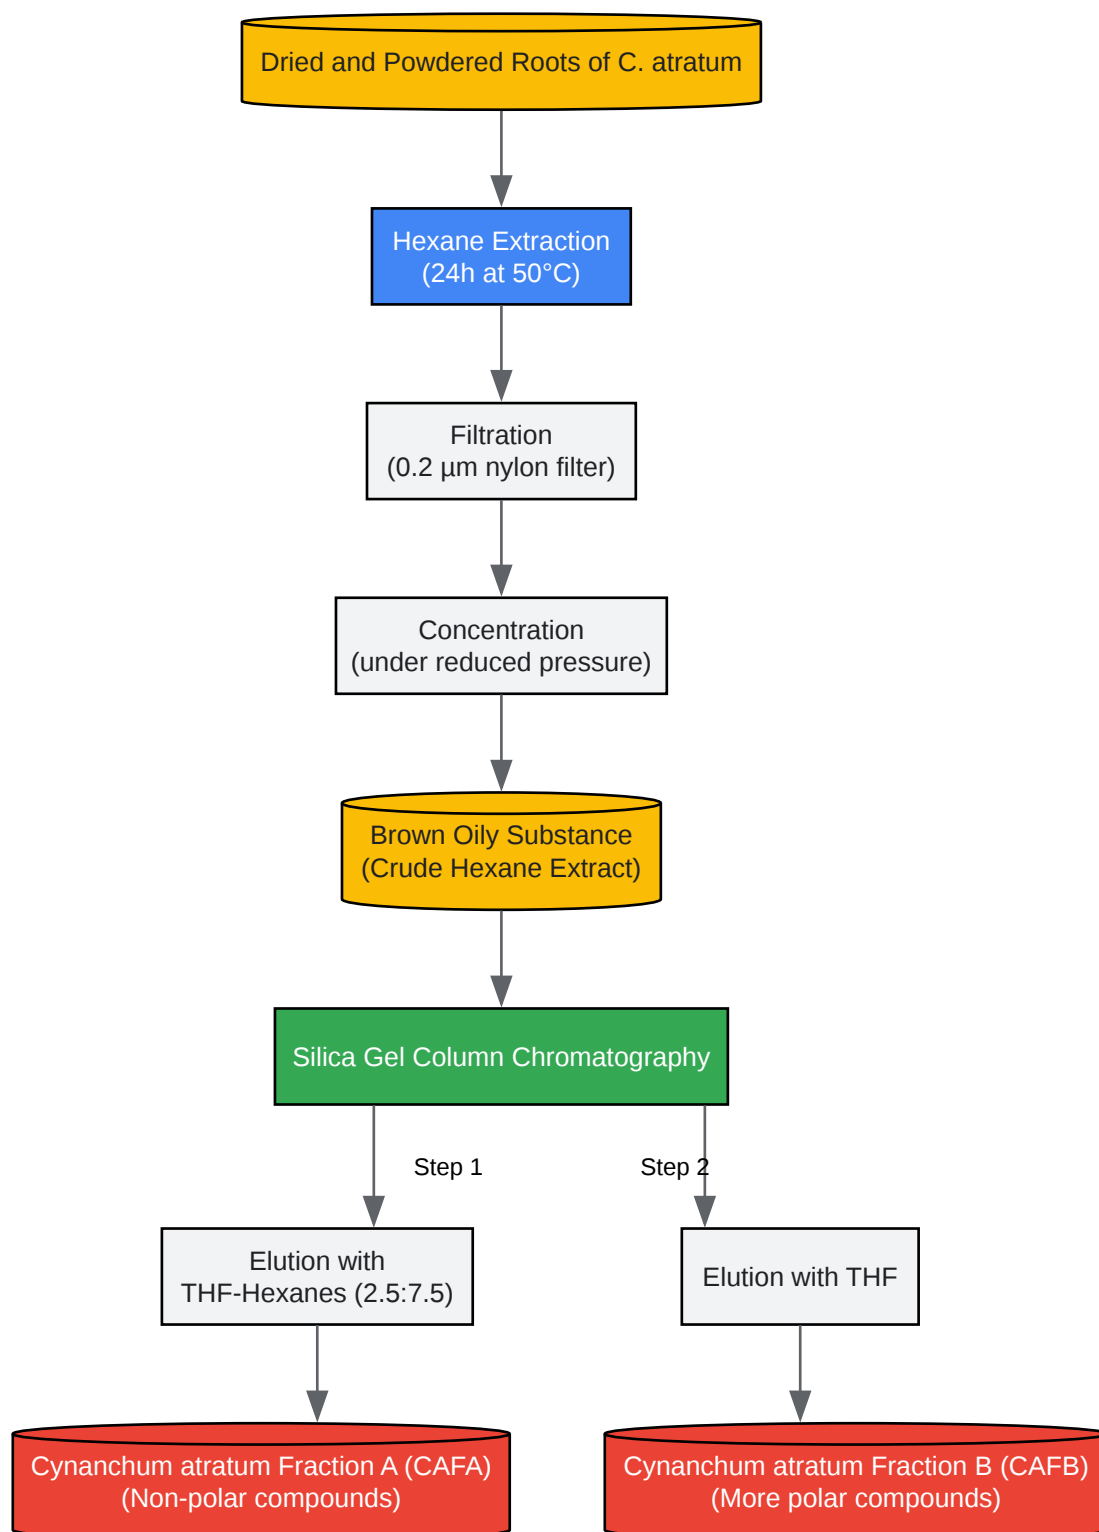 Dried and Powdered Roots of C. atratum
Hexane Extraction
(24h at 50°C)
Filtration
(0.2 µm nylon filter)
Concentration
(under reduced pressure)
Brown Oily Substance
(Crude Hexane Extract)
Silica Gel Column Chromatography
Step 1
Step 2
Elution with
THF-Hexanes (2.5:7.5)
Elution with THF
Cynanchum atratum Fraction A (CAFA)
(Non-polar compounds)
Cynanchum atratum Fraction B (CAFB)
(More polar compounds)